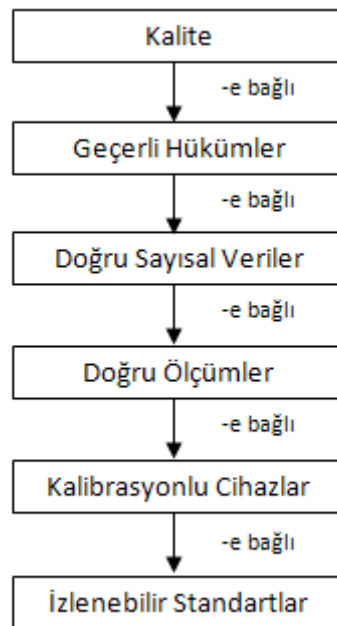 Kalite
-e bağlı
Geçerli Hükümler
-e bağlı
Doğru Sayısal Veriler
-e bağlı
Doğru Ölçümler
-e bağlı
Kalibrasyonlu Cihazlar
-e bağlı
İzlenebilir Standartlar